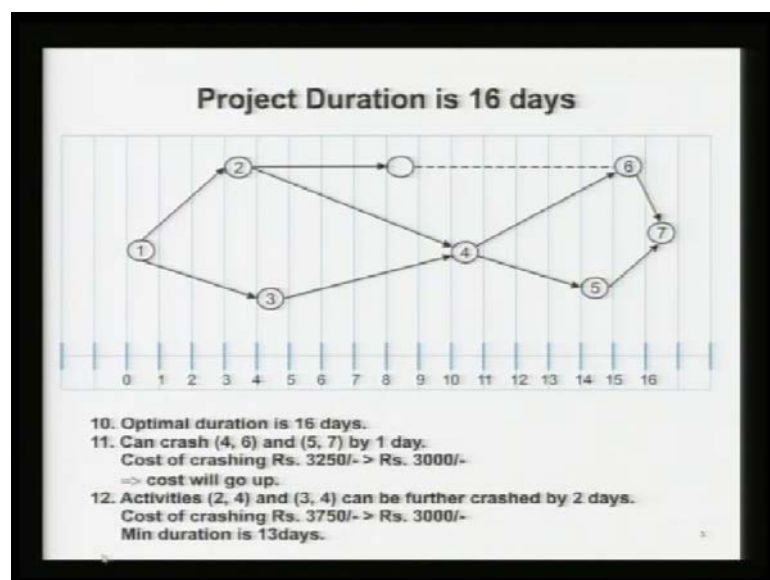 Project Duration is 16 days
2
6
1
4
7
3
5
0 1 2 3 4 5 6 7 8 9 10 11 12 13 14 15 16
10. Optimal duration is 16 days.
11. Can crash (4, 6) and (5, 7) by 1 day.
Cost of crashing Rs. 3250/- > Rs. 3000/-
=> cost will go up.
12. Activities (2, 4) and (3, 4) can be further crashed by 2 days.
Cost of crashing Rs. 3750/- > Rs. 3000/-
Min duration is 13days.